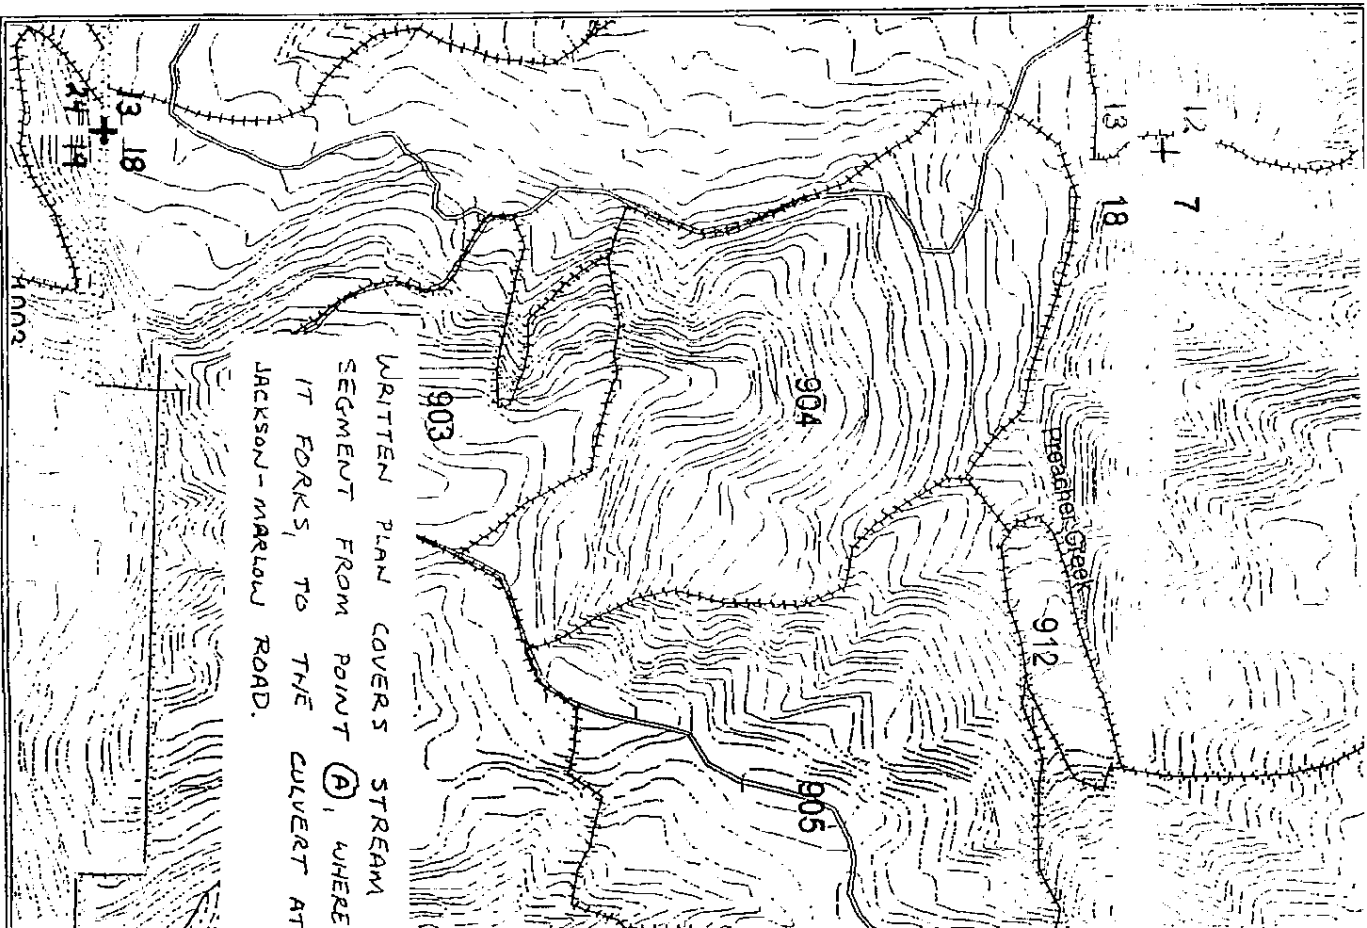 12
7
13
18
Preacher Creek
912
904
905
903
13
18
24
19
WRITTEN PLAN COVERS STREAM
SEGMENT FROM POINT (A), WHERE
IT FORKS, TO THE CULVERT AT
JACKSON-MARLOW ROAD.